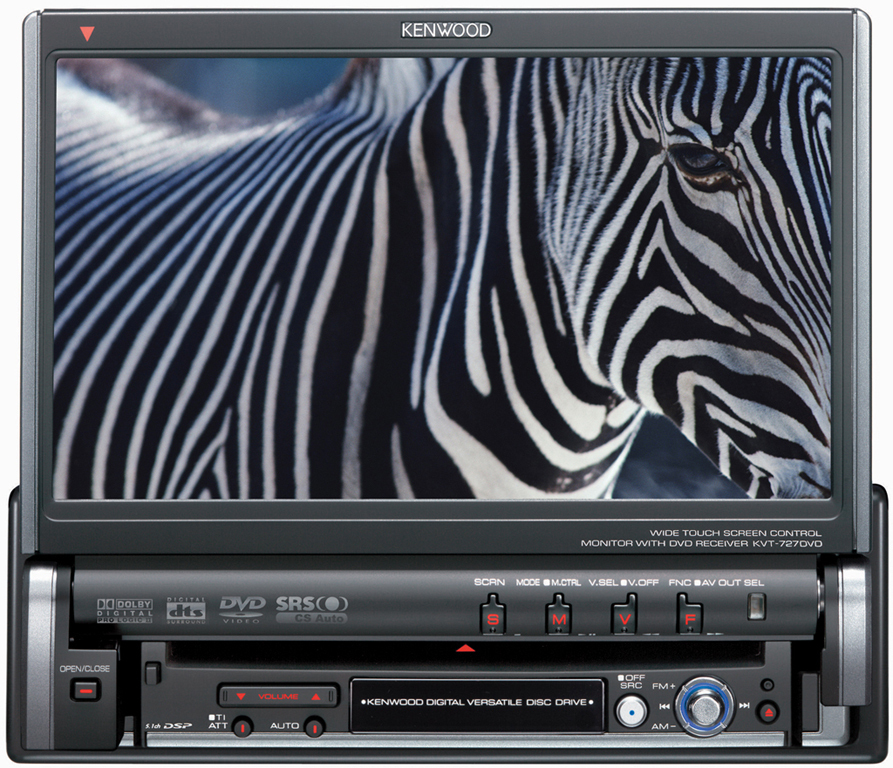 KENWOOD
WIDE TOUCH SCREEN CONTROL
MONITOR WITH DVD RECEIVER KVT-727DVD
SCRN MODE ■M.CTRL V.SEL ■V.OFF FNC ■AV OUT SEL
DOLBY
DIGITAL
PRO LOGIC II
DIGITAL
dts
SURROUND
DVD
VIDEO
SRS
CS Auto
S M V F
OPEN/CLOSE
VOLUME
•KENWOOD DIGITAL VERSATILE DISC DRIVE•
■OFF
SRC
FM+
AM−
5.1ch DSP
■TI
ATT
AUTO